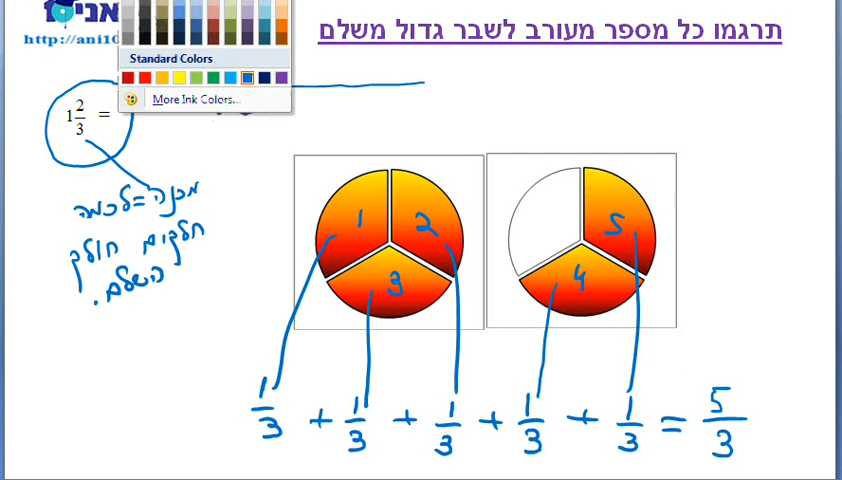 אני
http://ani10
תרגמו כל מספר מעורב לשבר גדול משלם
Standard Colors
More Ink Colors...
1 2/3 =
מכנה = לכמה
חלקים חולק
השלם.
1 2 3 4 5
1/3 + 1/3 + 1/3 + 1/3 + 1/3 = 5/3